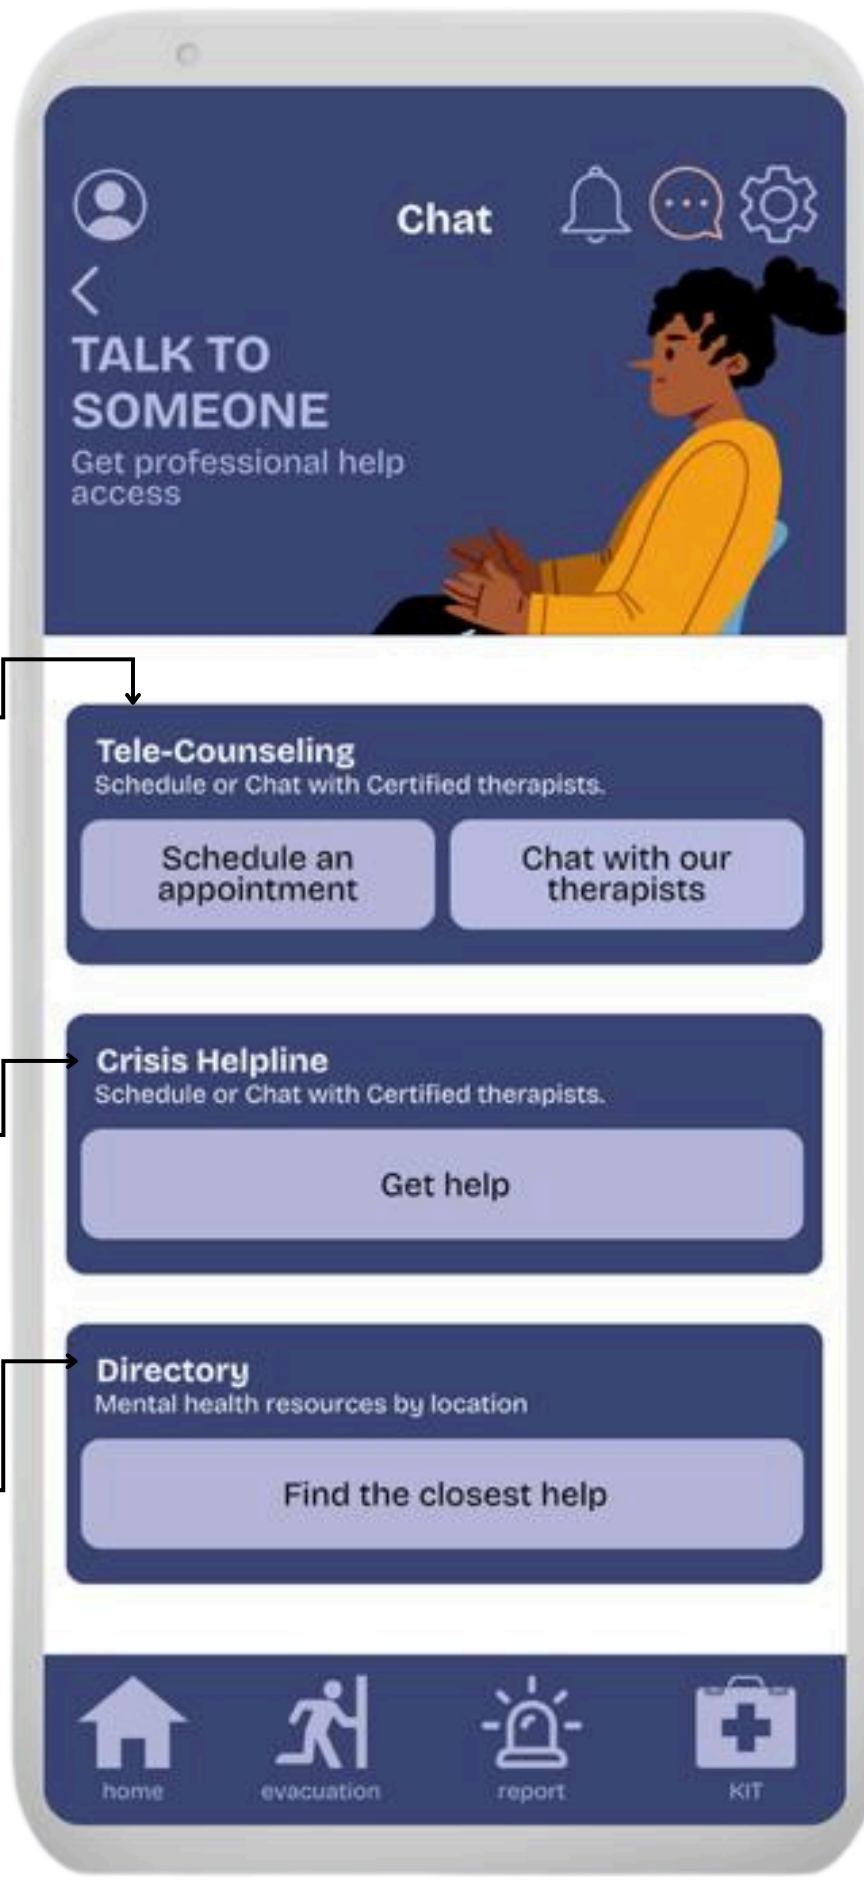 Chat
TALK TO
SOMEONE
Get professional help
access
Tele-Counseling
Schedule or Chat with Certified therapists.
Schedule an
appointment
Chat with our
therapists
Crisis Helpline
Schedule or Chat with Certified therapists.
Get help
Directory
Mental health resources by location
Find the closest help
home
evacuation
report
KIT